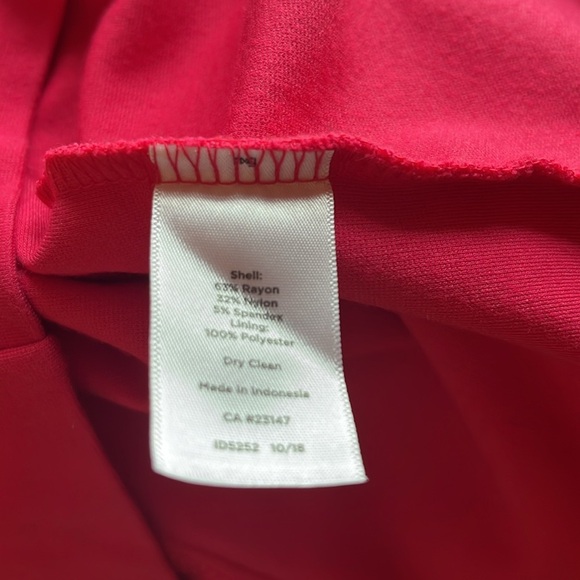 Shell:
63% Rayon
32% Nylon
5% Spandex
Lining:
100% Polyester
Dry Clean
Made in Indonesia
CA #23147
ID5252 10/18